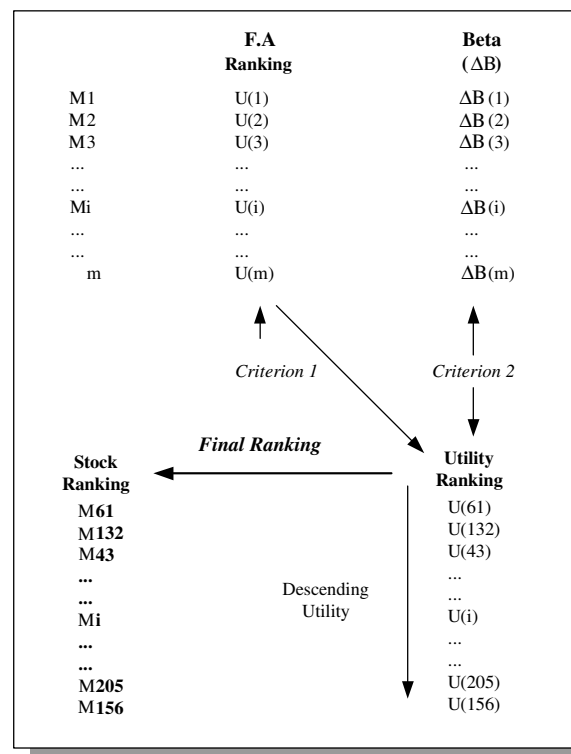 F.A Beta
Ranking (ΔB)
M1 U(1) ΔB (1)
M2 U(2) ΔB (2)
M3 U(3) ΔB (3)
... ... ...
... ... ...
Mi U(i) ΔB (i)
... ... ...
... ... ...
m U(m) ΔB (m)
Criterion 1 Criterion 2
Final Ranking
Stock Ranking
Utility Ranking
M61 U(61)
M132 U(132)
M43 U(43)
... ...
... ...
Mi U(i)
... ...
... ...
M205 U(205)
M156 U(156)
Descending
Utility